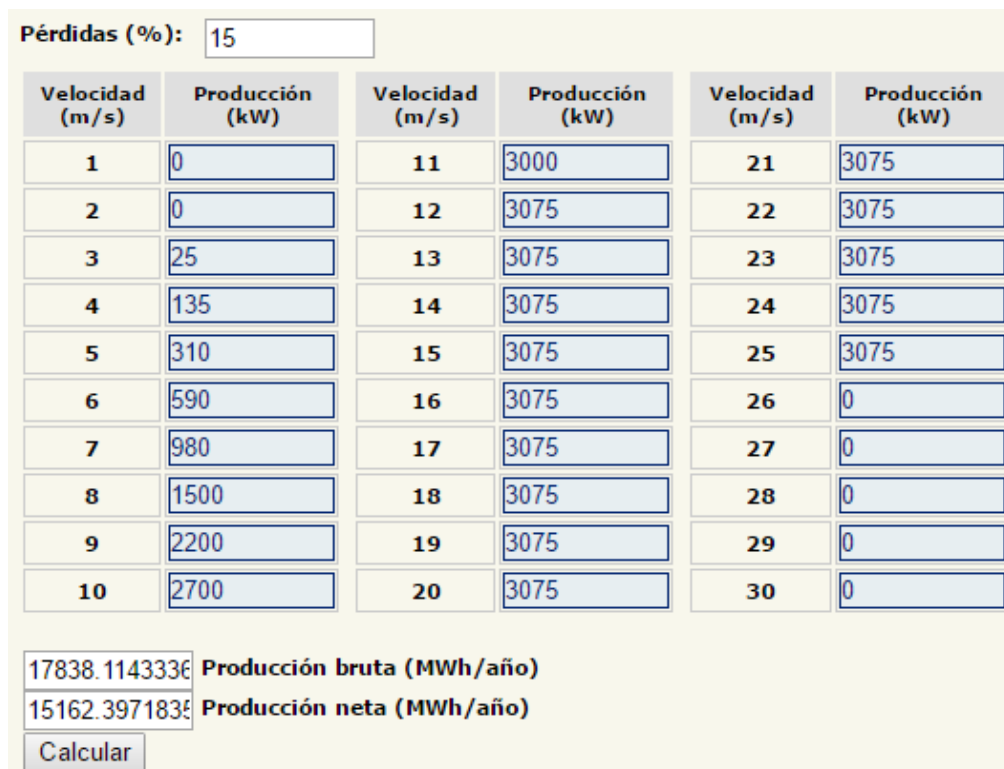 Pérdidas (%): 15
Velocidad (m/s) Producción (kW) Velocidad (m/s) Producción (kW) Velocidad (m/s) Producción (kW)
1 0 11 3000 21 3075
2 0 12 3075 22 3075
3 25 13 3075 23 3075
4 135 14 3075 24 3075
5 310 15 3075 25 3075
6 590 16 3075 26 0
7 980 17 3075 27 0
8 1500 18 3075 28 0
9 2200 19 3075 29 0
10 2700 20 3075 30 0
17838.1143336 Producción bruta (MWh/año)
15162.3971835 Producción neta (MWh/año)
Calcular